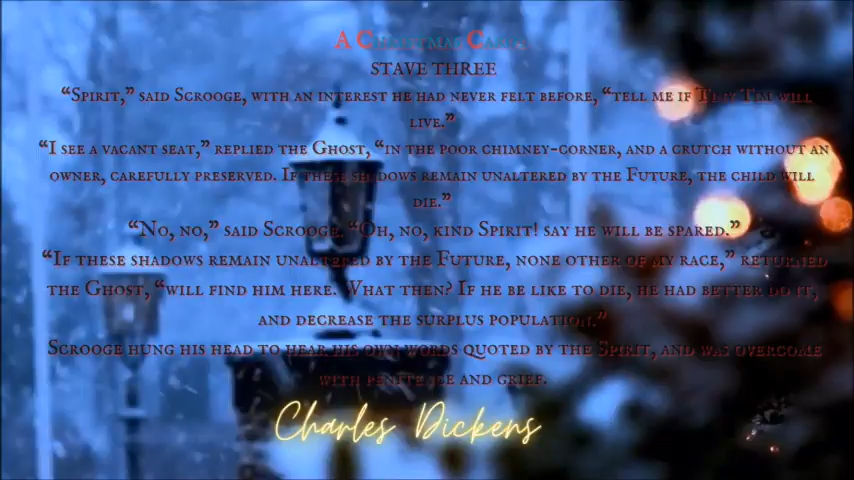 A Christmas Carol
STAVE THREE
“Spirit,” said Scrooge, with an interest he had never felt before, “tell me if Tiny Tim will
live.”
“I see a vacant seat,” replied the Ghost, “in the poor chimney-corner, and a crutch without an
owner, carefully preserved. If these shadows remain unaltered by the Future, the child will
die.”
“No, no,” said Scrooge. “Oh, no, kind Spirit! say he will be spared.”
“If these shadows remain unaltered by the Future, none other of my race,” returned
the Ghost, “will find him here. What then? If he be like to die, he had better do it,
and decrease the surplus population.”
Scrooge hung his head to hear his own words quoted by the Spirit, and was overcome
with penitence and grief.
Charles Dickens